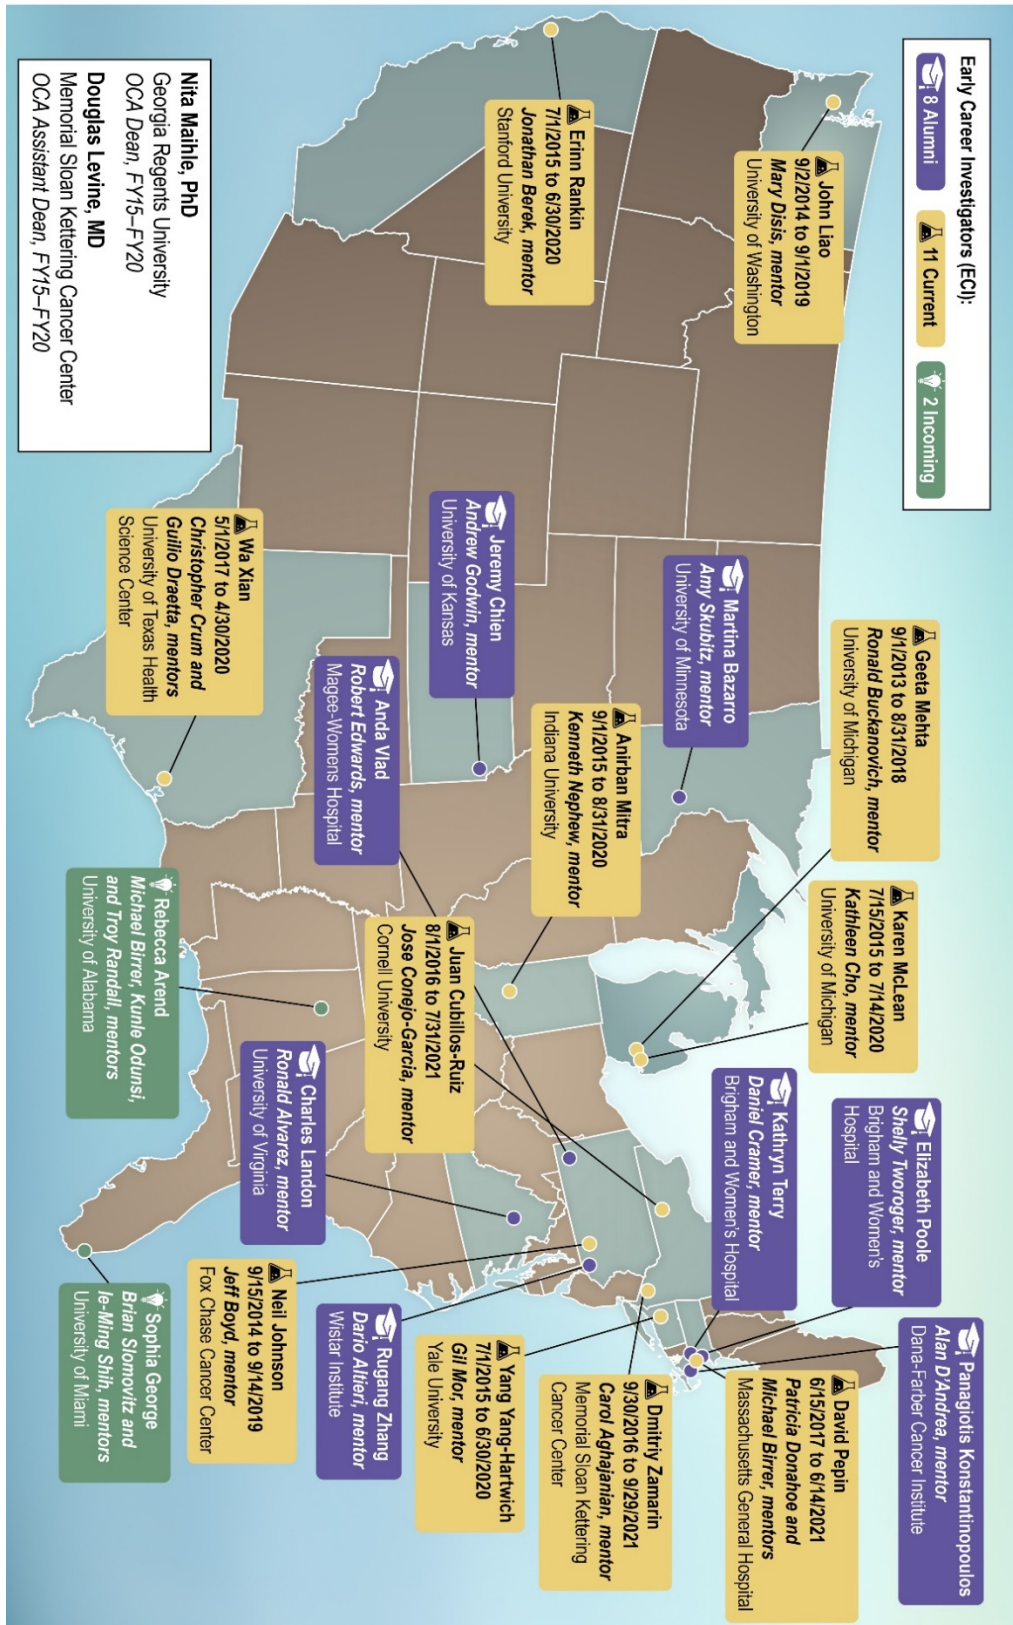 Early Career Investigators (ECI):
8 Alumni
11 Current
2 Incoming
John Liao
9/2/2014 to 9/1/2019
Mary Disis, mentor
University of Washington
Erinn Rankin
7/1/2015 to 6/30/2020
Jonathan Berek, mentor
Stanford University
Nita Maihle, PhD
Georgia Regents University
OCA Dean, FY15–FY20
Douglas Levine, MD
Memorial Sloan Kettering Cancer Center
OCA Assistant Dean, FY15–FY20
Geeta Mehta
9/1/2013 to 8/31/2018
Ronald Buckanovich, mentor
University of Michigan
Martina Bazarro
Amy Skubitz, mentor
University of Minnesota
Jeremy Chien
Andrew Godwin, mentor
University of Kansas
Wa Xian
5/1/2017 to 4/30/2020
Christopher Crum and
Guilio Draetta, mentors
University of Texas Health
Science Center
Karen McLean
7/15/2015 to 7/14/2020
Kathleen Cho, mentor
University of Michigan
Anirban Mitra
9/1/2015 to 8/31/2020
Kenneth Nephew, mentor
Indiana University
Anda Vlad
Robert Edwards, mentor
Magee-Womens Hospital
Juan Cubillos-Ruiz
8/1/2016 to 7/31/2021
Jose Conejo-Garcia, mentor
Cornell University
Rebecca Arend
Michael Birrer, Kunle Odunsi,
and Troy Randall, mentors
University of Alabama
Elizabeth Poole
Shelly Tworoger, mentor
Brigham and Women's
Hospital
Kathryn Terry
Daniel Cramer, mentor
Brigham and Women's Hospital
Charles Landon
Ronald Alvarez, mentor
University of Virginia
Panagiotis Konstantinopoulos
Alan D'Andrea, mentor
Dana-Farber Cancer Institute
David Pepin
6/15/2017 to 6/14/2021
Patricia Donahoe and
Michael Birrer, mentors
Massachusetts General Hospital
Dmitriy Zamarin
9/30/2016 to 9/29/2021
Carol Aghajanian, mentor
Memorial Sloan Kettering
Cancer Center
Yang Yang-Hartwich
7/1/2015 to 6/30/2020
Gil Mor, mentor
Yale University
Rugang Zhang
Dario Altieri, mentor
Wistar Institute
Neil Johnson
9/15/2014 to 9/14/2019
Jeff Boyd, mentor
Fox Chase Cancer Center
Sophia George
Brian Slomovitz and
Ie-Ming Shih, mentors
University of Miami